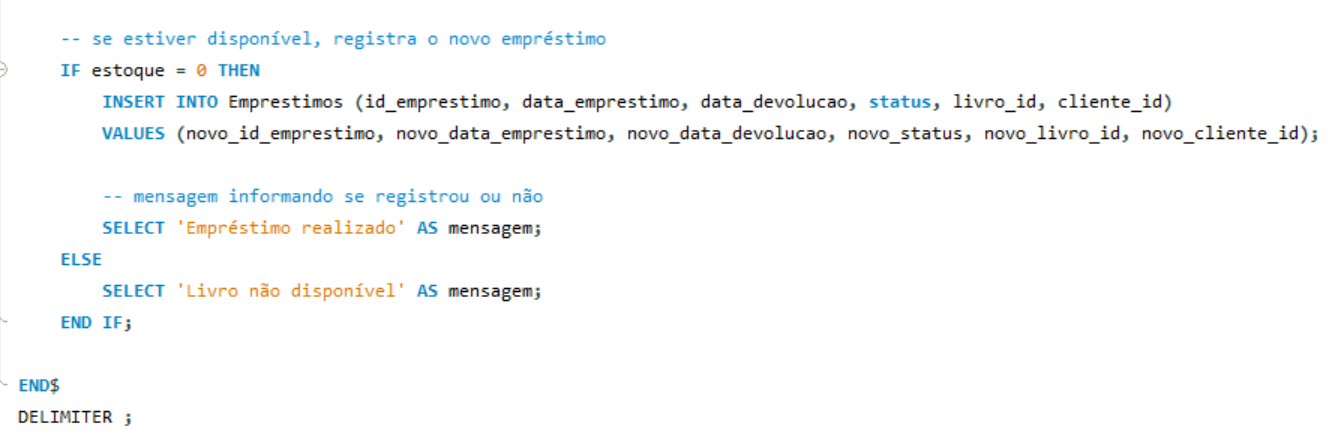 -- se estiver disponível, registra o novo empréstimo
IF estoque = 0 THEN
INSERT INTO Emprestimos (id_emprestimo, data_emprestimo, data_devolucao, status, livro_id, cliente_id)
VALUES (novo_id_emprestimo, novo_data_emprestimo, novo_data_devolucao, novo_status, novo_livro_id, novo_cliente_id);
-- mensagem informando se registrou ou não
SELECT 'Empréstimo realizado' AS mensagem;
ELSE
SELECT 'Livro não disponível' AS mensagem;
END IF;
END$
DELIMITER ;